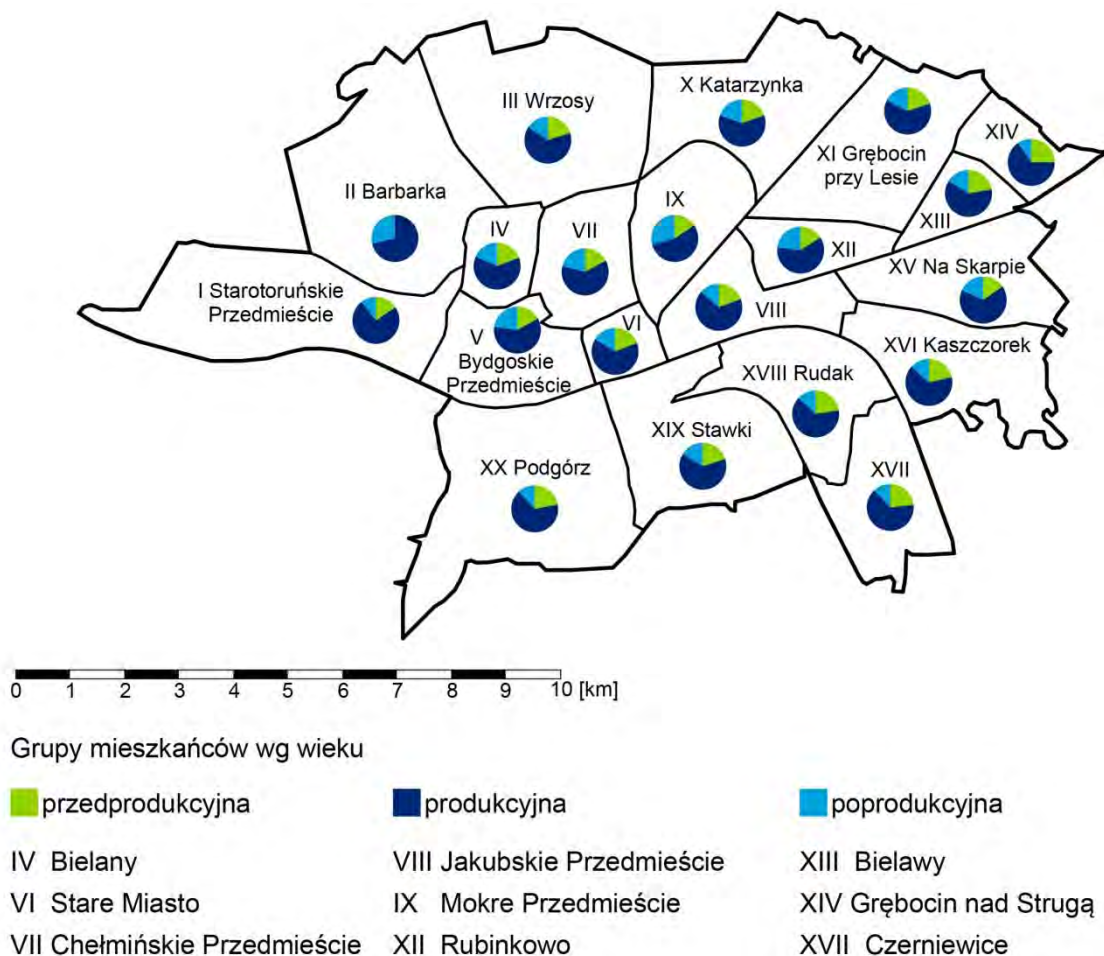 III Wrzosy
X Katarzynka
XI Grębocin
przy Lesie
XIV
XIII
II Barbarka
IV
VII
IX
XII
XV Na Skarpie
I Starotoruńskie
Przedmieście
V
Bydgoskie
Przedmieście
VI
VIII
XVI Kaszczorek
XVIII Rudak
XIX Stawki
XX Podgórz
XVII
0 1 2 3 4 5 6 7 8 9 10 [km]
Grupy mieszkańców wg wieku
przedprodukcyjna
produkcyjna
poprodukcyjna
IV Bielany
VIII Jakubskie Przedmieście
XIII Bielawy
VI Stare Miasto
IX Mokre Przedmieście
XIV Grębocin nad Strugą
VII Chełmińskie Przedmieście
XII Rubinkowo
XVII Czerniewice